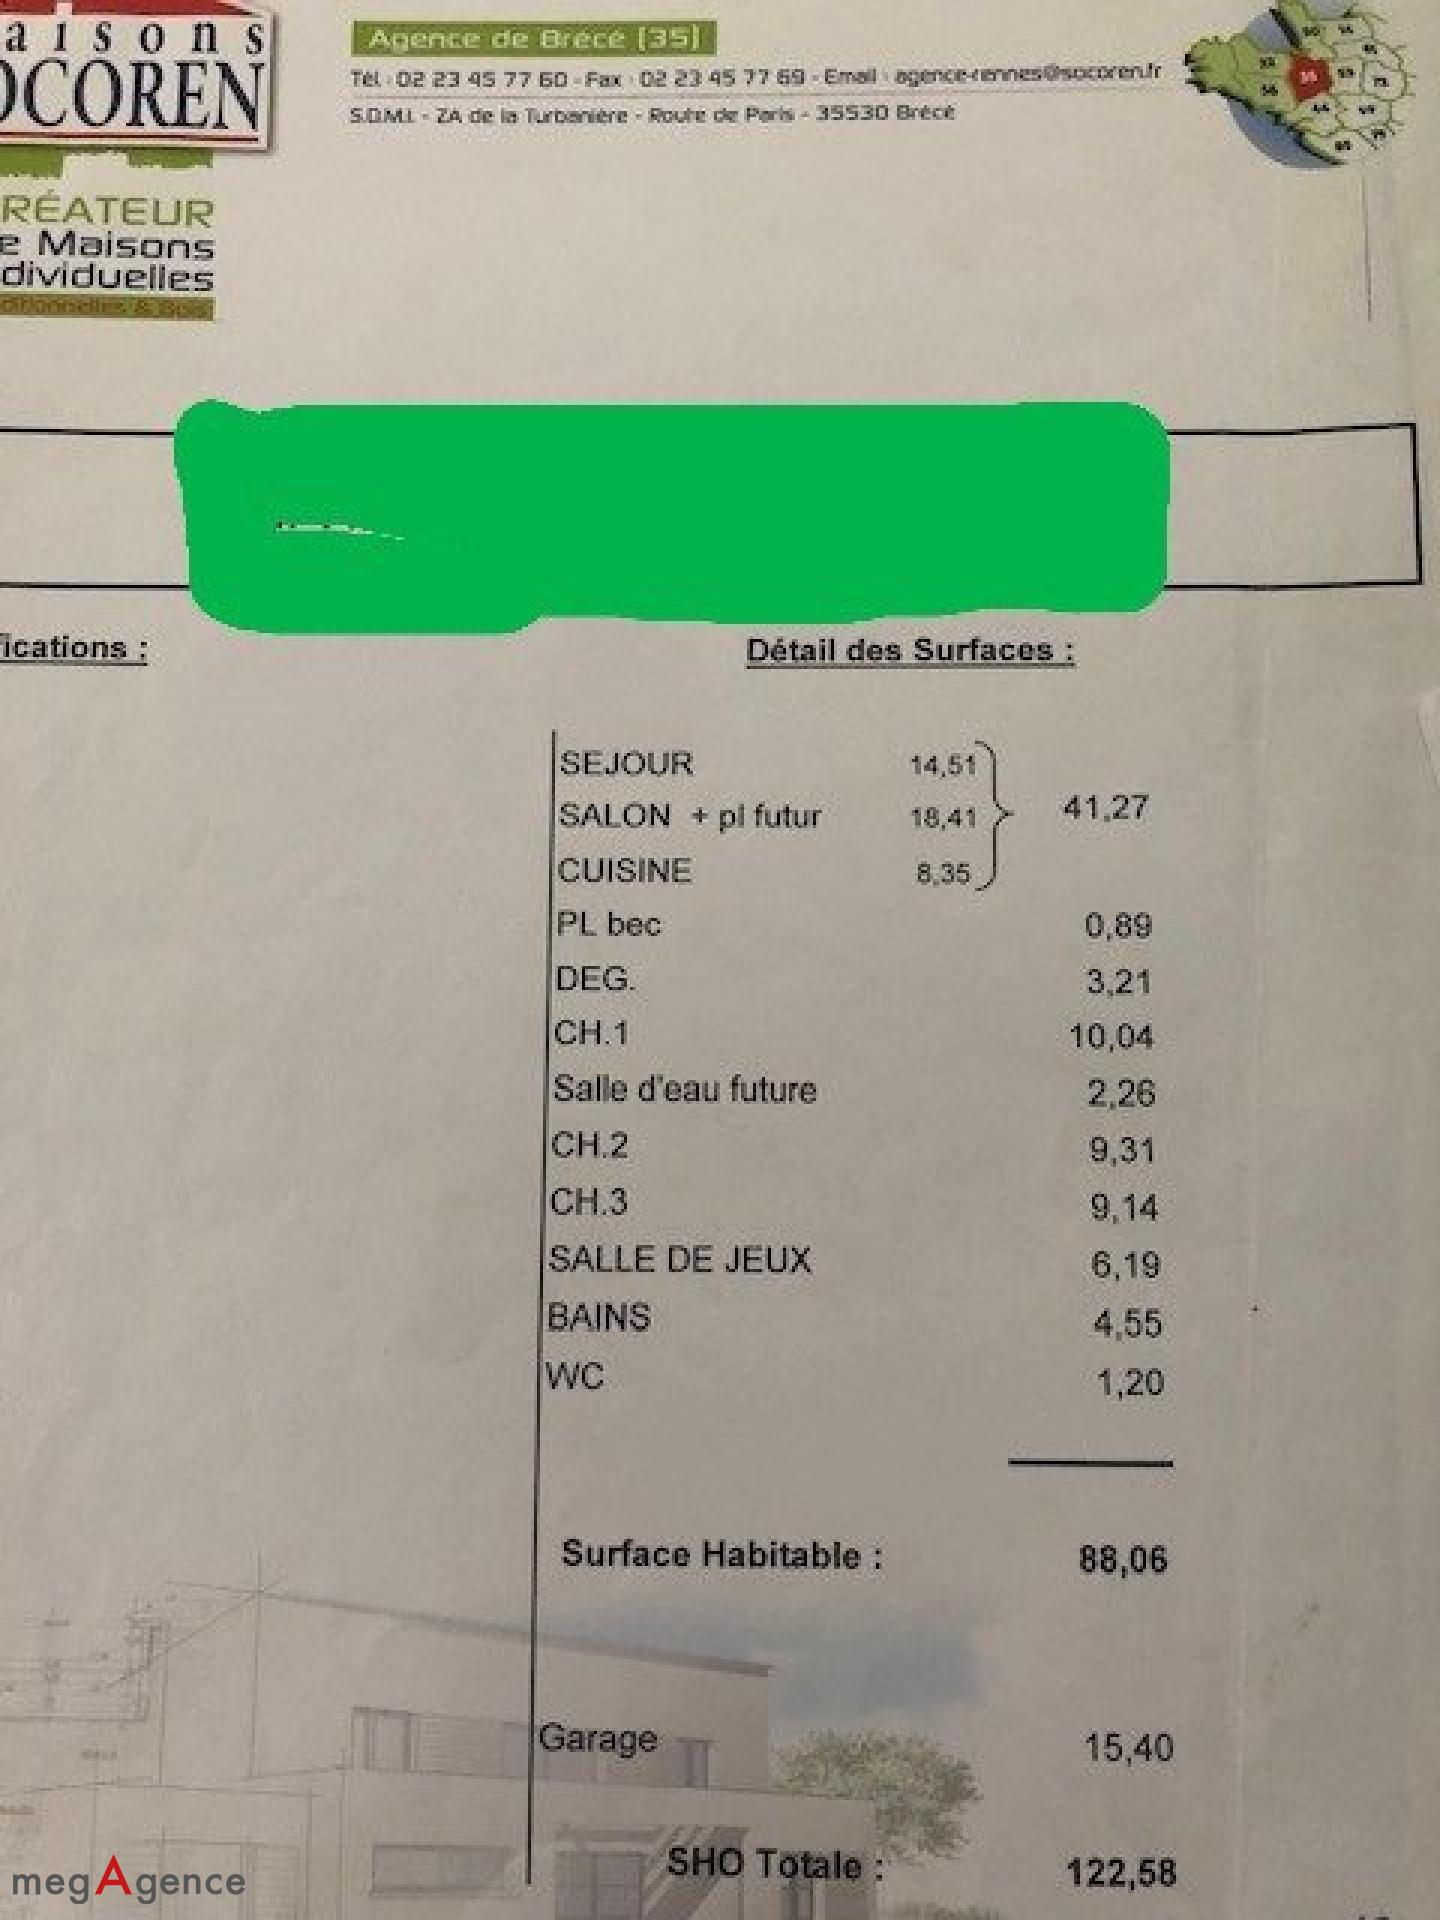 aisons
OCOREN
RÉATEUR
e Maisons
dividuelles
ditionnelles & Bois
Agence de Brécé (35)
Tél : 02 23 45 77 60 - Fax : 02 23 45 77 69 - Email : agence-rennes@socoren.fr
S.D.M.I. - ZA de la Turbanière - Route de Paris - 35530 Brécé
ifications :
Détail des Surfaces :
SEJOUR 14,51
SALON + pl futur 18,41 41,27
CUISINE 8,35
PL bec 0,89
DEG. 3,21
CH.1 10,04
Salle d'eau future 2,26
CH.2 9,31
CH.3 9,14
SALLE DE JEUX 6,19
BAINS 4,55
WC 1,20
Surface Habitable : 88,06
Garage 15,40
SHO Totale : 122,58
megAgence